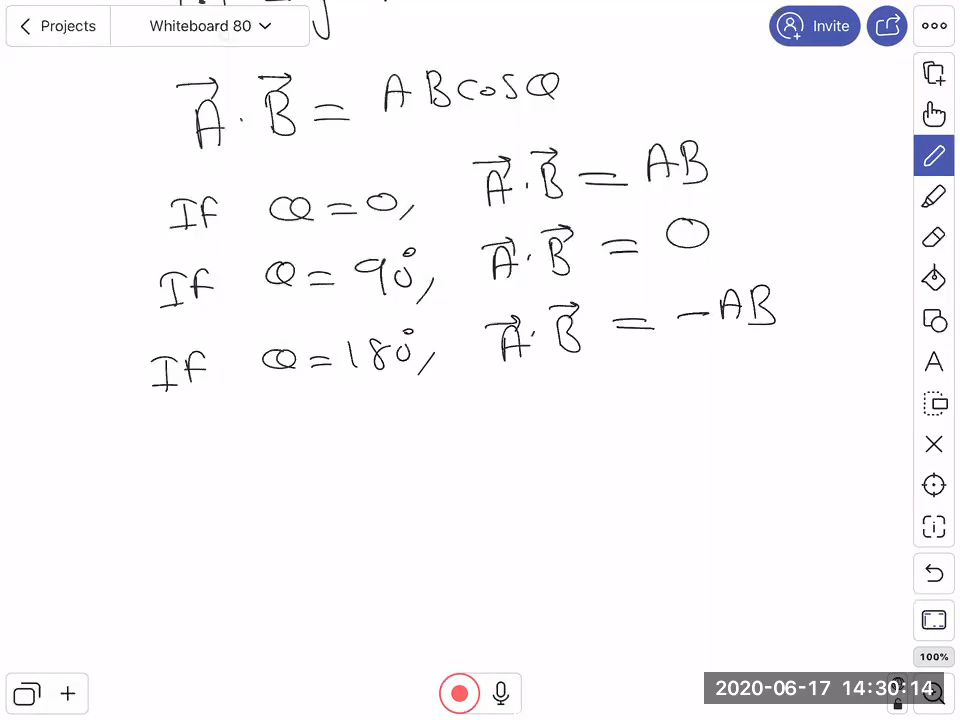 Projects Whiteboard 80 Invite
A⃗ . B⃗ = ABcosθ
If θ = 0, A⃗ . B⃗ = AB
If θ = 90°, A⃗ . B⃗ = 0
If θ = 180°, A⃗ . B⃗ = -AB
100%
2020-06-17 14:30:14